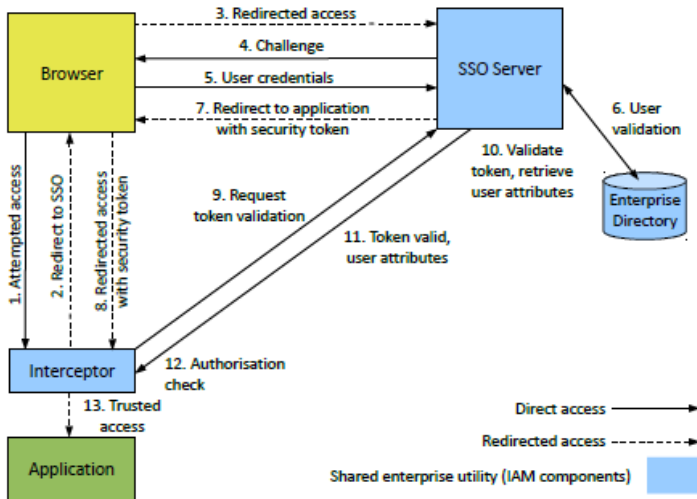 3. Redirected access
4. Challenge
Browser
SSO Server
5. User credentials
7. Redirect to application
with security token
6. User
validation
10. Validate
token, retrieve
user attributes
1. Attempted access
2. Redirect to SSO
8. Redirected access
with security token
9. Request
token validation
Enterprise
Directory
11. Token valid,
user attributes
Interceptor
12. Authorisation
check
13. Trusted
access
Direct access
Redirected access
Application
Shared enterprise utility (IAM components)